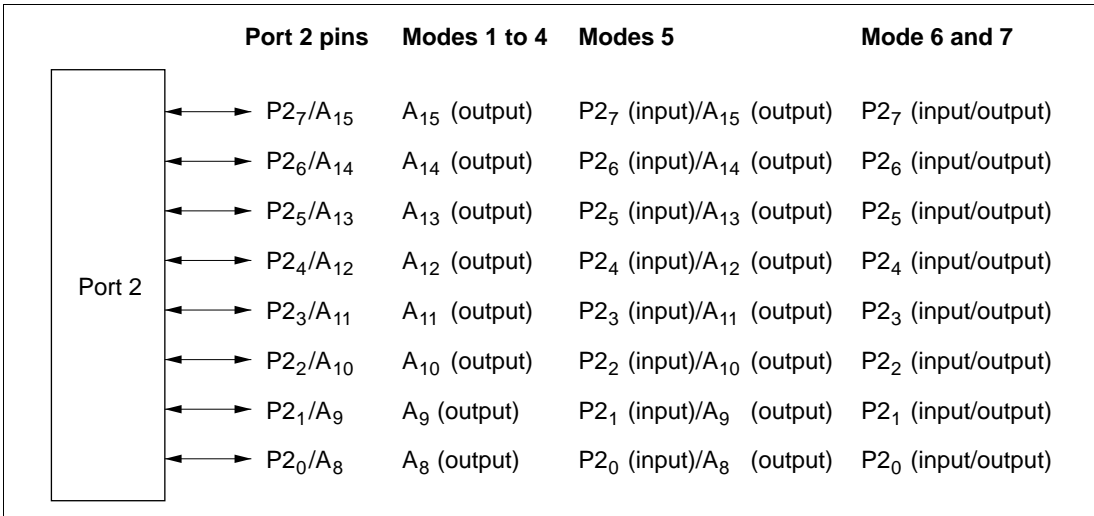 Port 2 pins Modes 1 to 4 Modes 5 Mode 6 and 7
P2₇/A₁₅ A₁₅ (output) P2₇ (input)/A₁₅ (output) P2₇ (input/output)
P2₆/A₁₄ A₁₄ (output) P2₆ (input)/A₁₄ (output) P2₆ (input/output)
P2₅/A₁₃ A₁₃ (output) P2₅ (input)/A₁₃ (output) P2₅ (input/output)
P2₄/A₁₂ A₁₂ (output) P2₄ (input)/A₁₂ (output) P2₄ (input/output)
Port 2
P2₃/A₁₁ A₁₁ (output) P2₃ (input)/A₁₁ (output) P2₃ (input/output)
P2₂/A₁₀ A₁₀ (output) P2₂ (input)/A₁₀ (output) P2₂ (input/output)
P2₁/A₉ A₉ (output) P2₁ (input)/A₉ (output) P2₁ (input/output)
P2₀/A₈ A₈ (output) P2₀ (input)/A₈ (output) P2₀ (input/output)